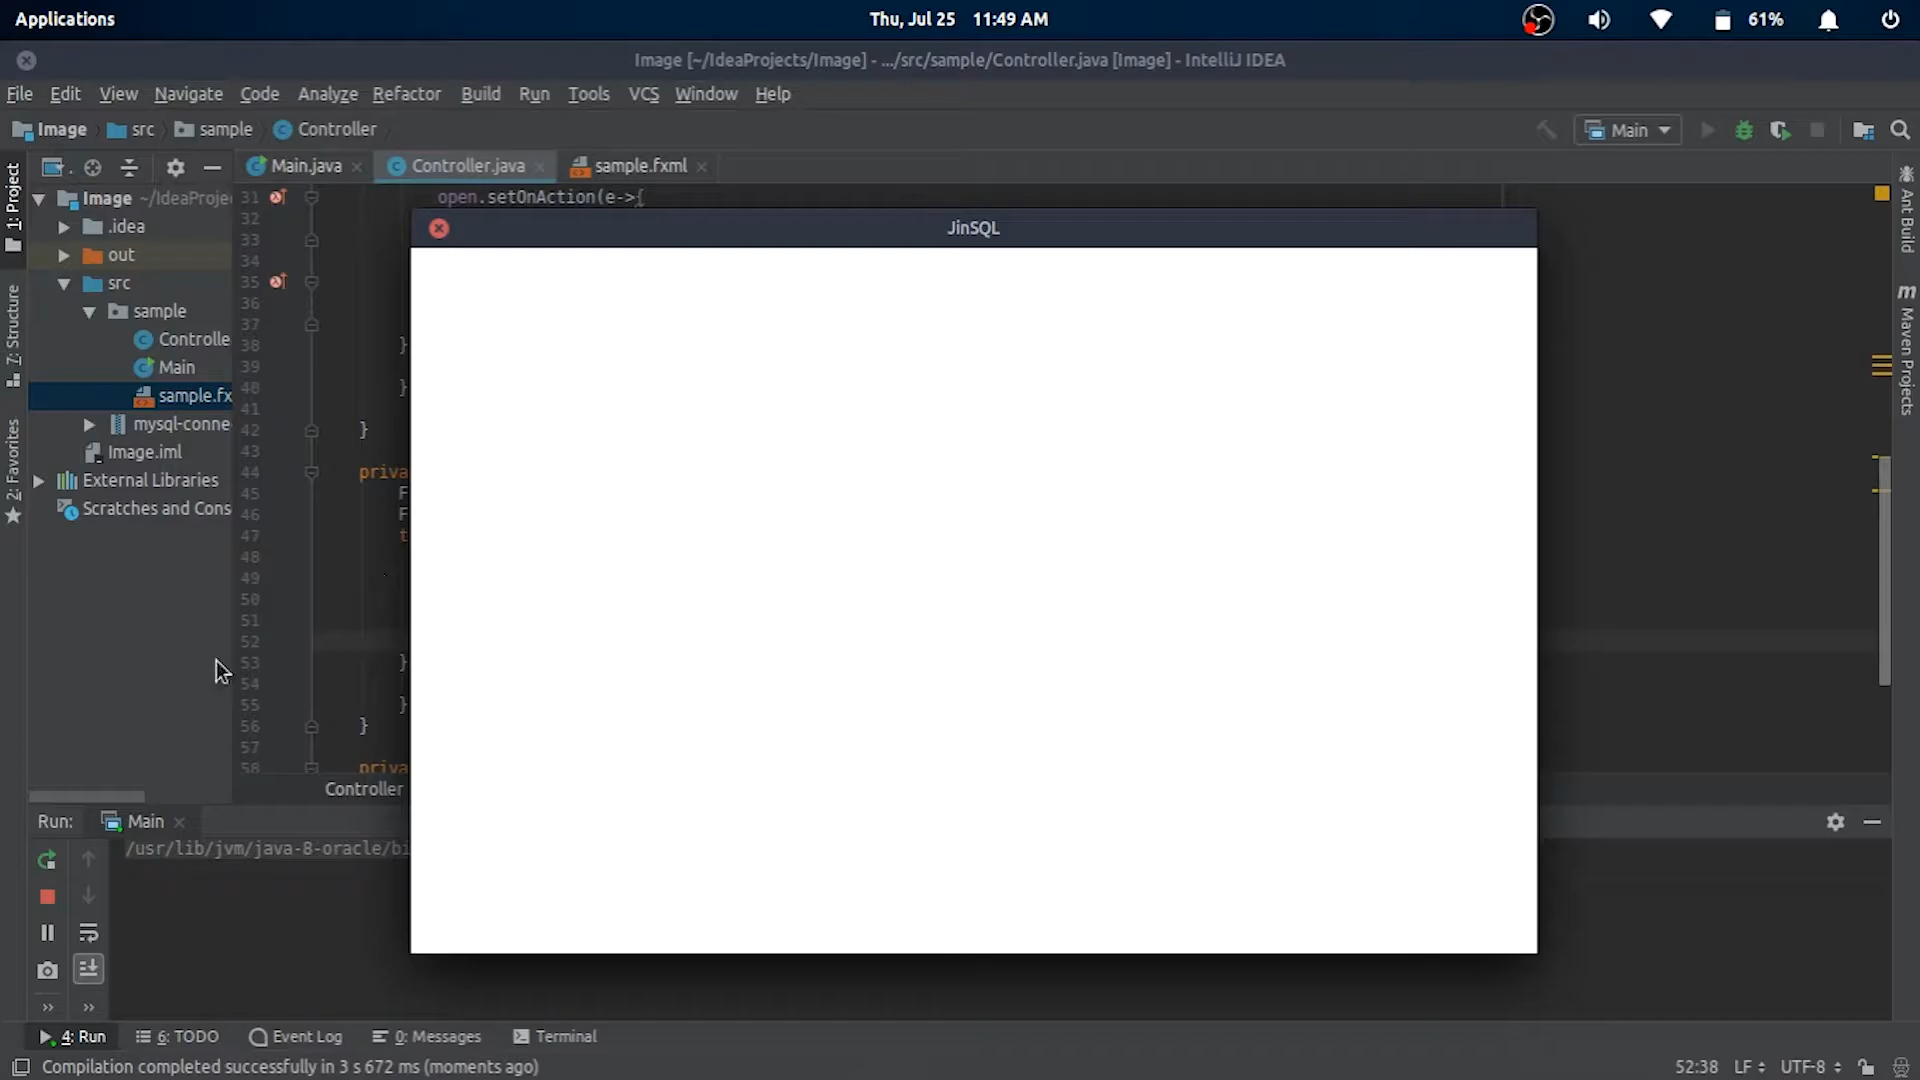 Applications
Thu, Jul 25 11:49 AM
61%
Image [~/IdeaProjects/Image] - .../src/sample/Controller.java [Image] - IntelliJ IDEA
File Edit View Navigate Code Analyze Refactor Build Run Tools VCS Window Help
Image src sample Controller
Main
Main.java Controller.java sample.fxml
1: Project
7: Structure
2: Favorites
Image ~/IdeaProje
.idea
out
src
sample
Controlle
Main
sample.fx
mysql-conne
Image.iml
External Libraries
Scratches and Cons
31 open.setOnAction(e->{
32
33
34
35
36
37
38 }
39
40 }
41
42 }
43
44 priva
45 F
46 F
47 t
48
49
50
51
52
53 }
54
55 }
56 }
57
58 priva
Controller
JinSQL
Ant Build
Maven Projects
Run: Main
/usr/lib/jvm/java-8-oracle/bi
4: Run 6: TODO Event Log 0: Messages Terminal
Compilation completed successfully in 3 s 672 ms (moments ago)
52:38 LF UTF-8